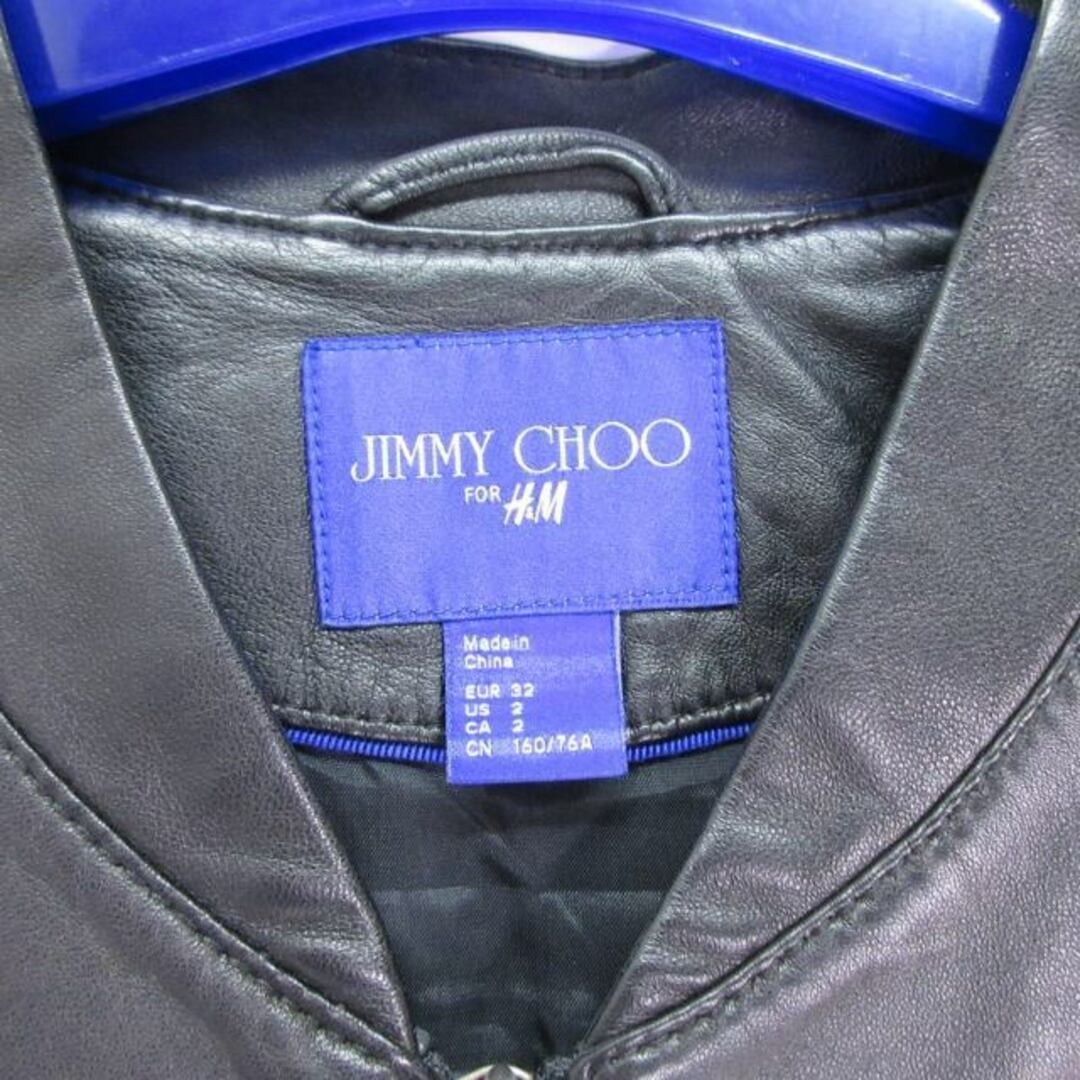 JIMMY CHOO
FOR H&M
Made in
China
EUR 32
US 2
CA 2
CN 160/76A